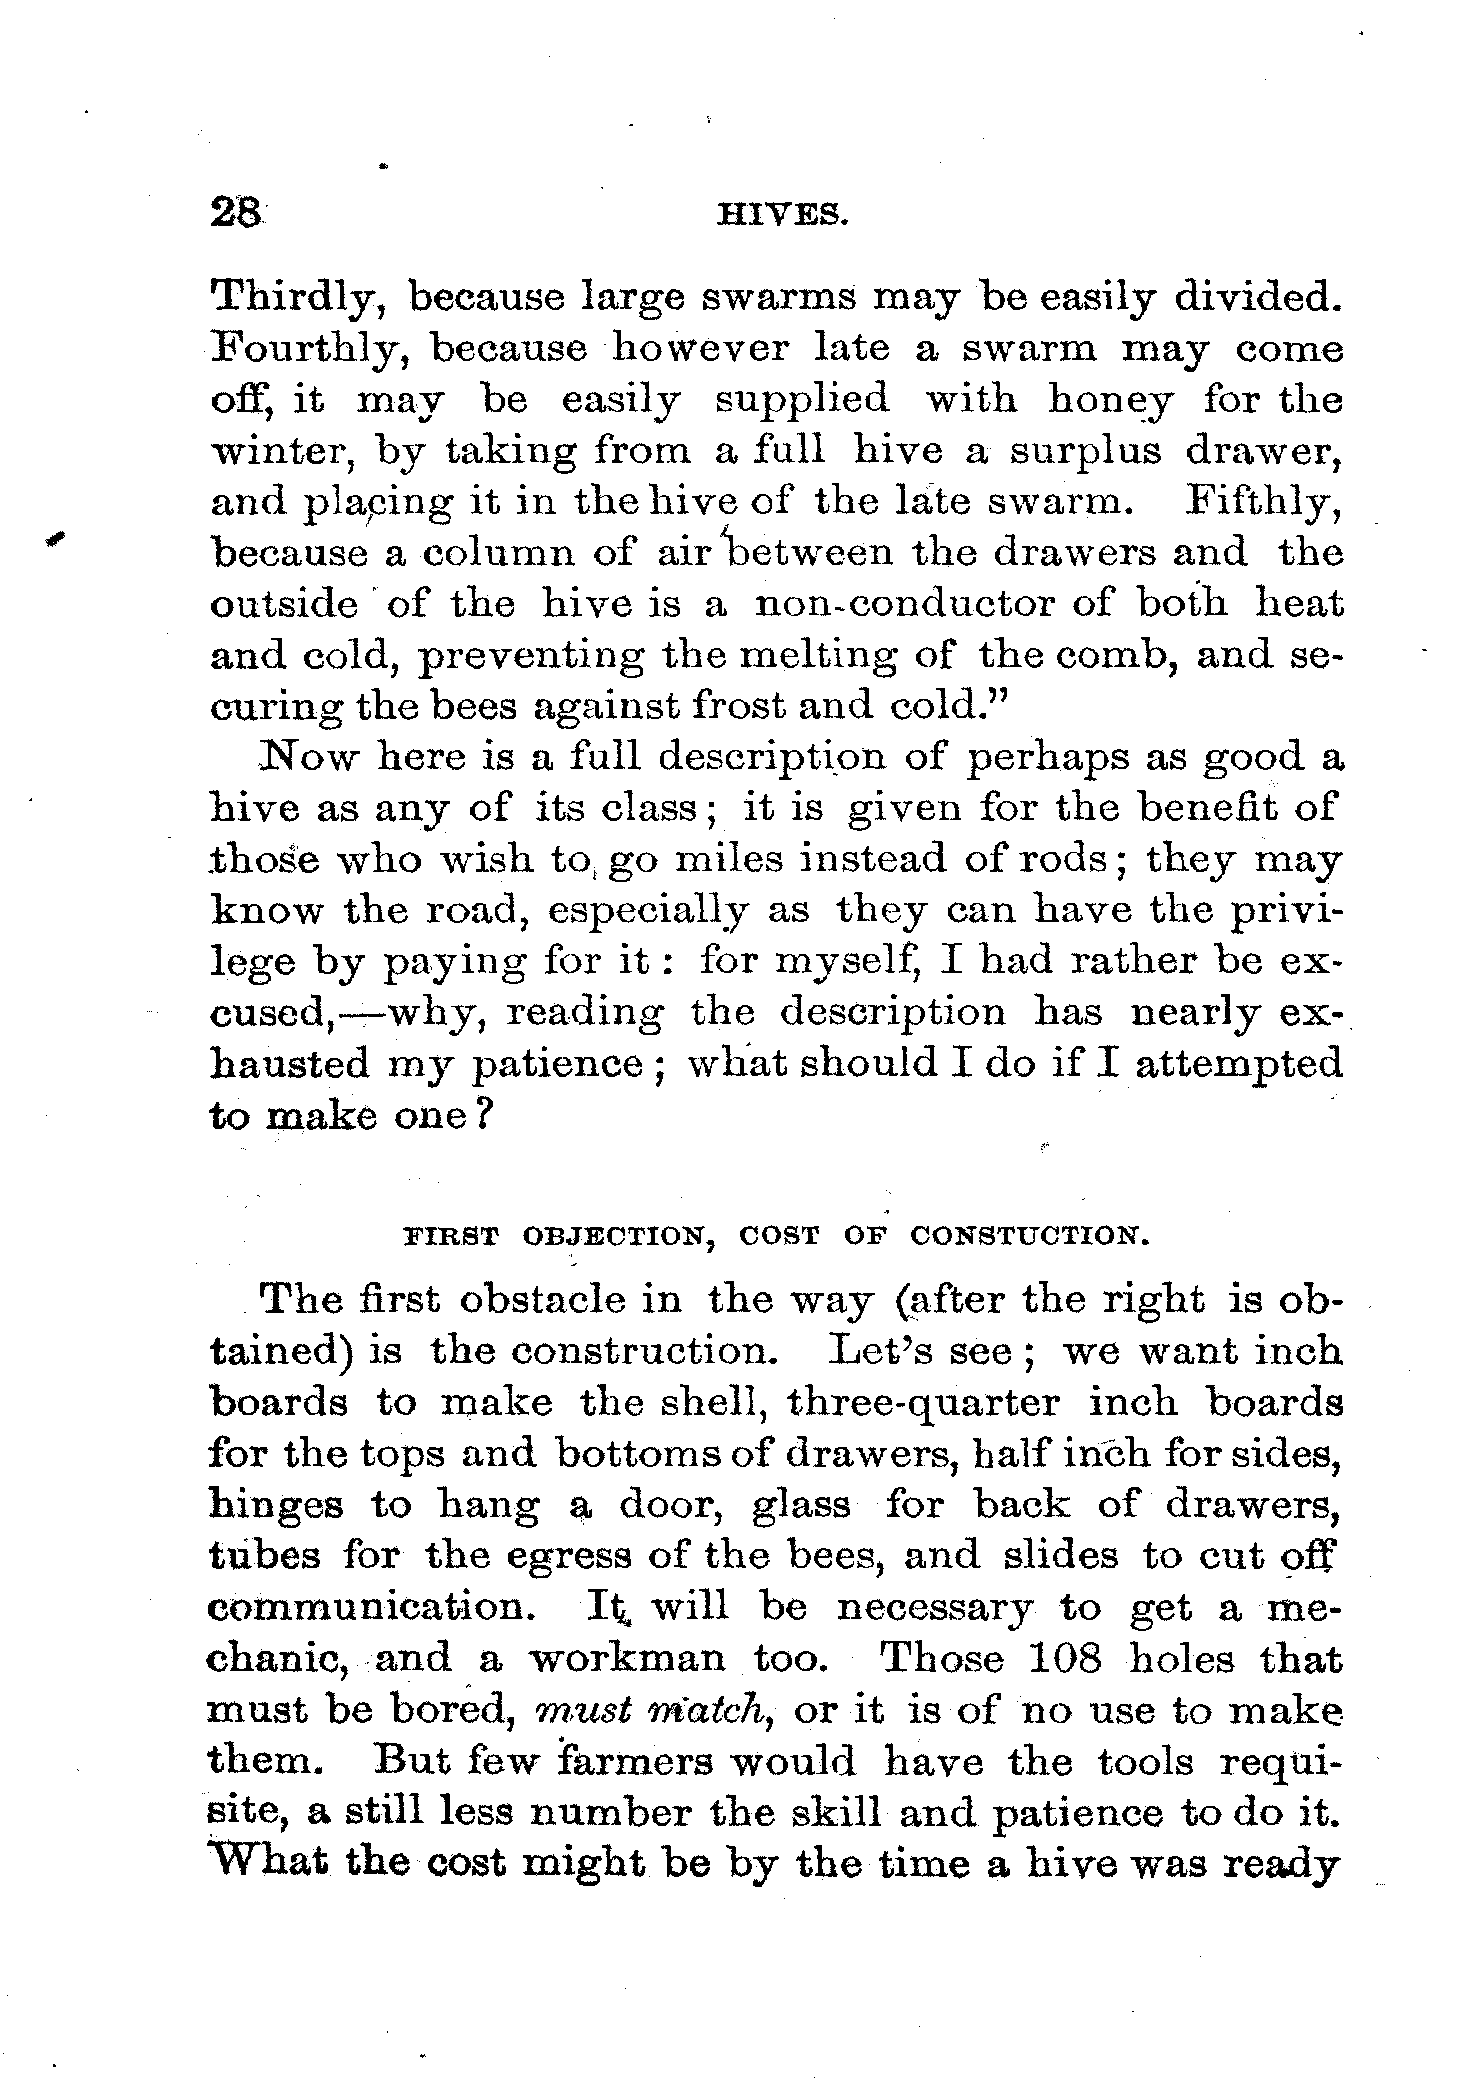 28 HIVES.
Thirdly, because large swarms may be easily divided.
Fourthly, because however late a swarm may come
off, it may be easily supplied with honey for the
winter, by taking from a full hive a surplus drawer,
and placing it in the hive of the late swarm. Fifthly,
because a column of air between the drawers and the
outside of the hive is a non-conductor of both heat
and cold, preventing the melting of the comb, and se-
curing the bees against frost and cold."
Now here is a full description of perhaps as good a
hive as any of its class; it is given for the benefit of
those who wish to go miles instead of rods; they may
know the road, especially as they can have the privi-
lege by paying for it: for myself, I had rather be ex-
cused,—why, reading the description has nearly ex-
hausted my patience; what should I do if I attempted
to make one?
FIRST OBJECTION, COST OF CONSTUCTION.
The first obstacle in the way (after the right is ob-
tained) is the construction. Let's see; we want inch
boards to make the shell, three-quarter inch boards
for the tops and bottoms of drawers, half inch for sides,
hinges to hang a door, glass for back of drawers,
tubes for the egress of the bees, and slides to cut off
communication. It will be necessary to get a me-
chanic, and a workman too. Those 108 holes that
must be bored, must match, or it is of no use to make
them. But few farmers would have the tools requi-
site, a still less number the skill and patience to do it.
What the cost might be by the time a hive was ready